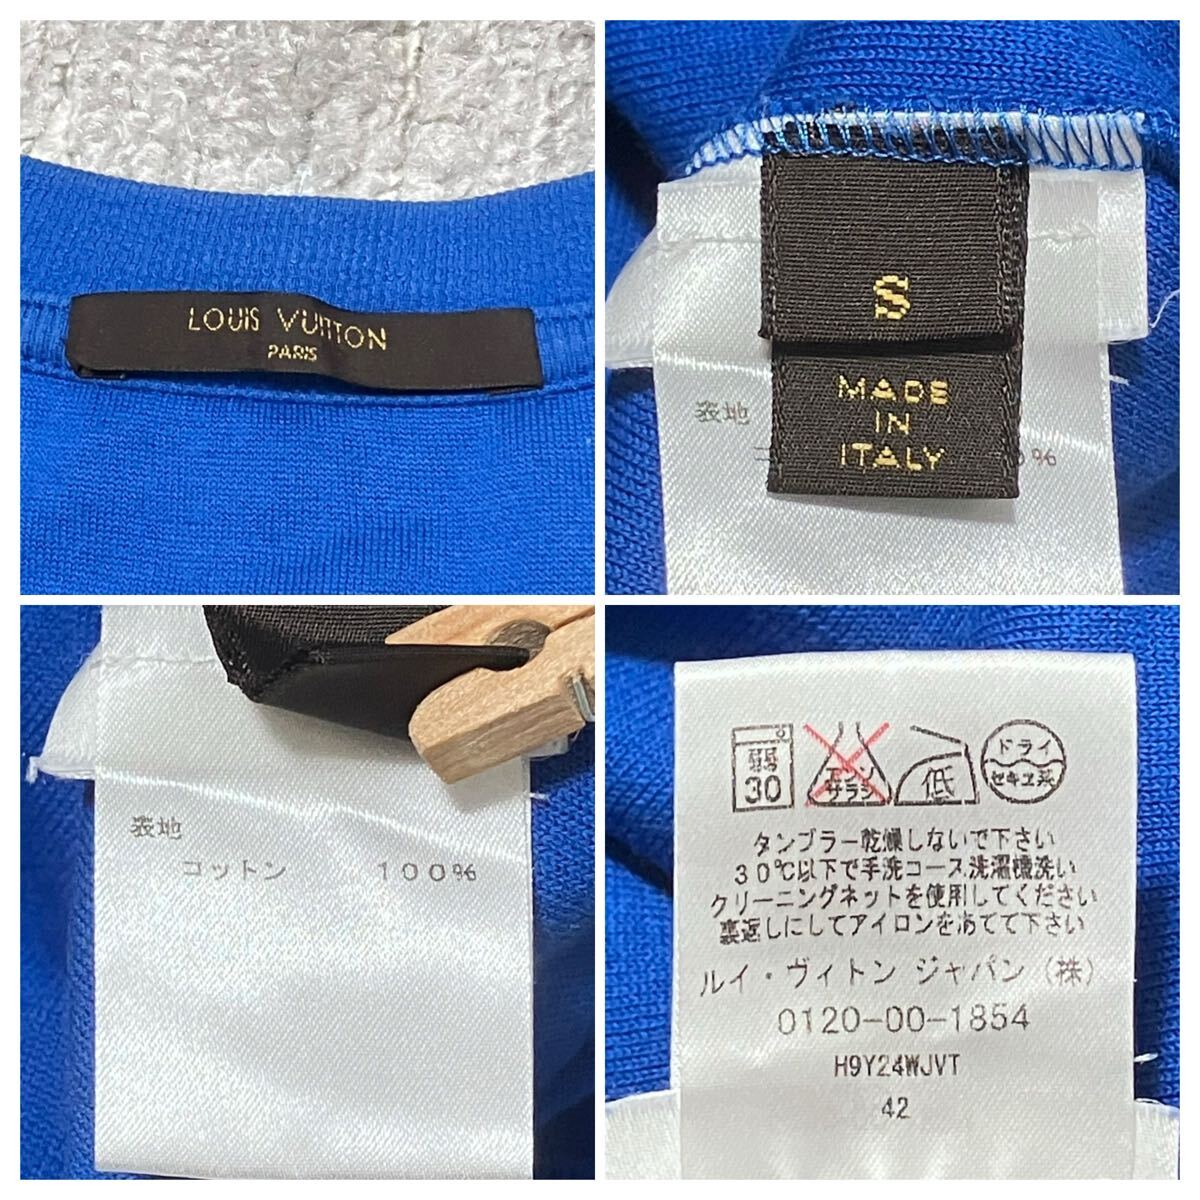 LOUIS VUITTON
PARIS
S
MADE
IN
ITALY
表地
%
表地
コットン 100%
弱
30
エンソ
サラシ
低
ドライ
セキユ系
タンブラー乾燥しないで下さい
30℃以下で手洗コース洗濯機洗い
クリーニングネットを使用してください
裏返しにしてアイロンをあてて下さい
ルイ・ヴィトン ジャパン(株)
0120-00-1854
H9Y24WJVT
42